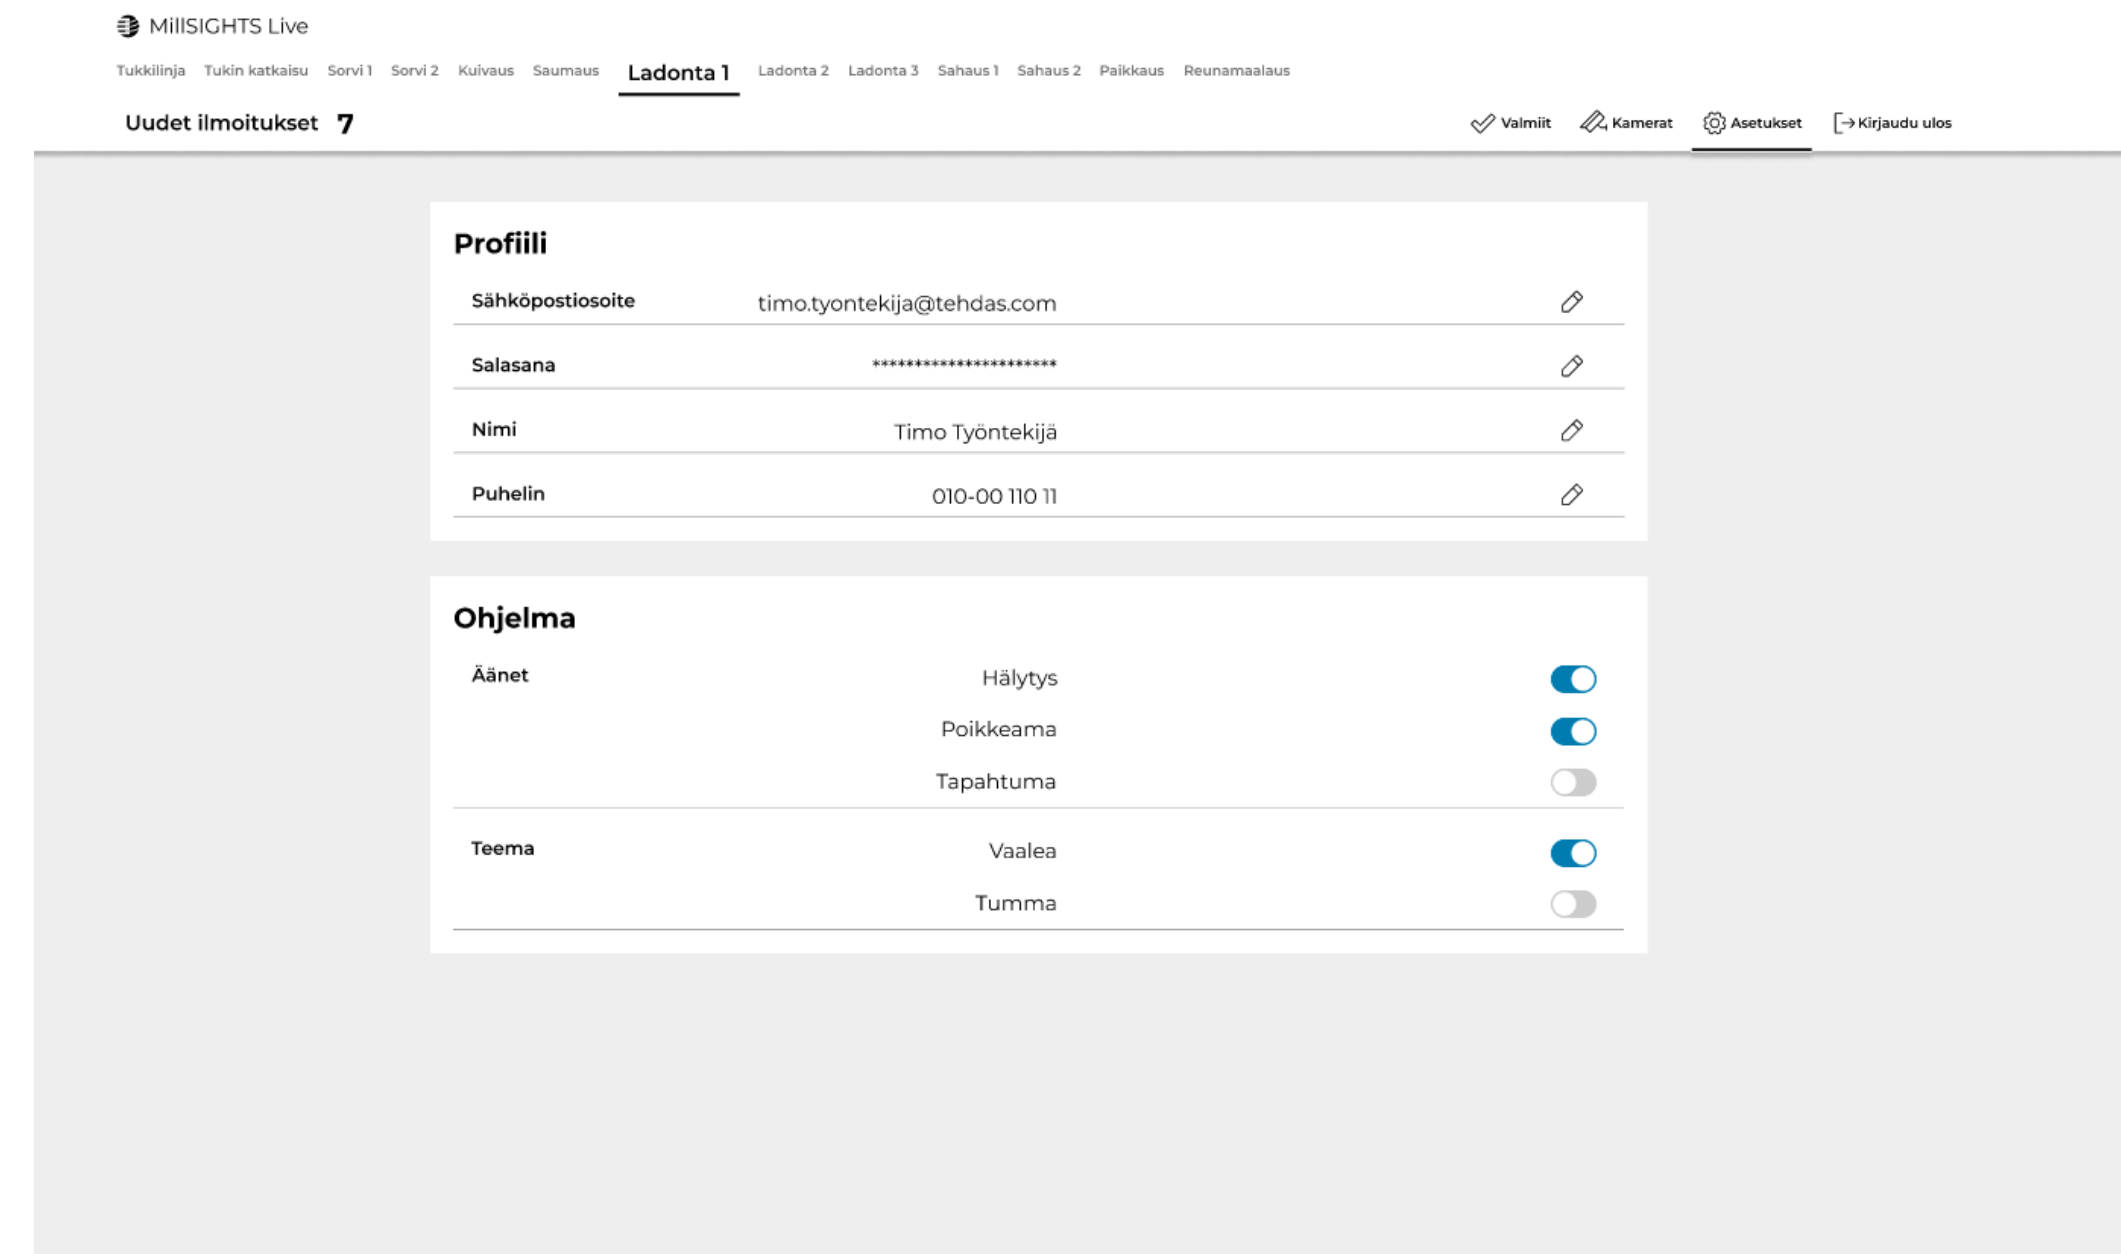 MillSIGHTS Live
Tukkilinja Tukin katkaisu Sorvi 1 Sorvi 2 Kuivaus Saumaus Ladonta 1 Ladonta 2 Ladonta 3 Sahaus 1 Sahaus 2 Paikkaus Reunamaalaus
Uudet ilmoitukset 7 Valmiit Kamerat Asetukset Kirjaudu ulos
Profiili
Sähköpostiosoite timo.tyontekija@tehdas.com
Salasana **********************
Nimi Timo Työntekijä
Puhelin 010-00 110 11
Ohjelma
Äänet Hälytys
Poikkeama
Tapahtuma
Teema Vaalea
Tumma